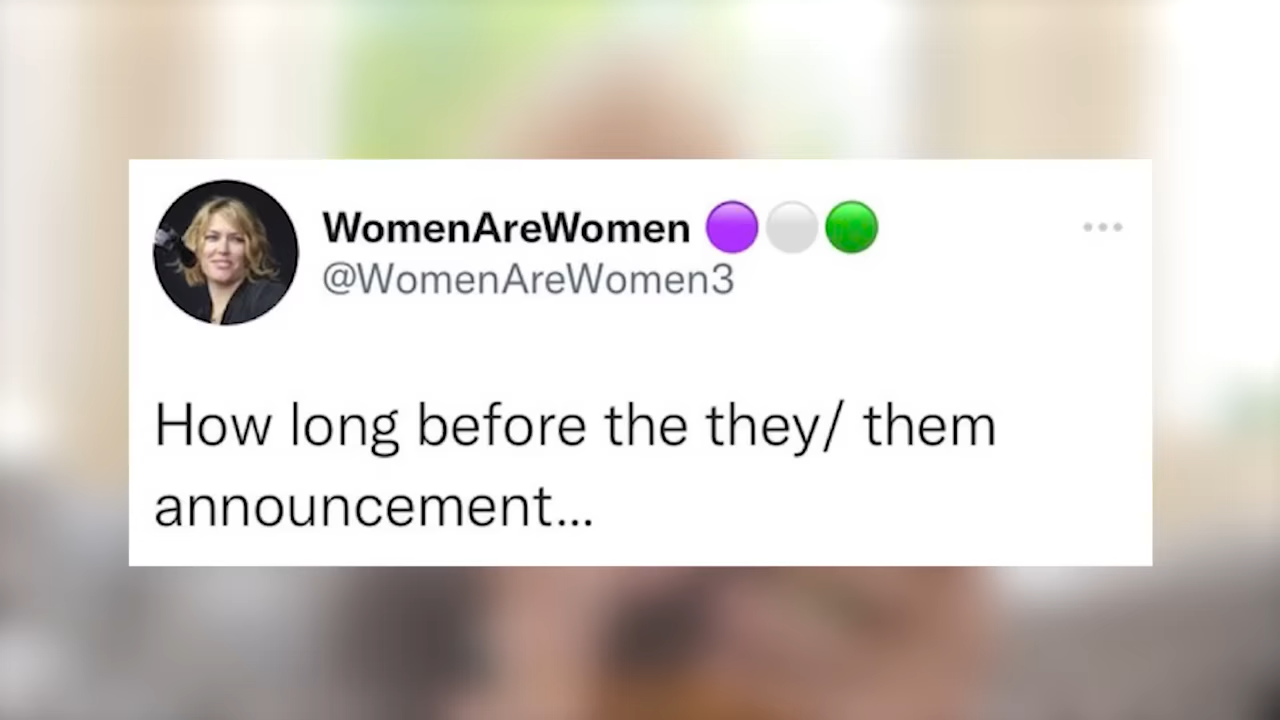 WomenAreWomen 🟣⚪🟢
@WomenAreWomen3
How long before the they/ them
announcement...